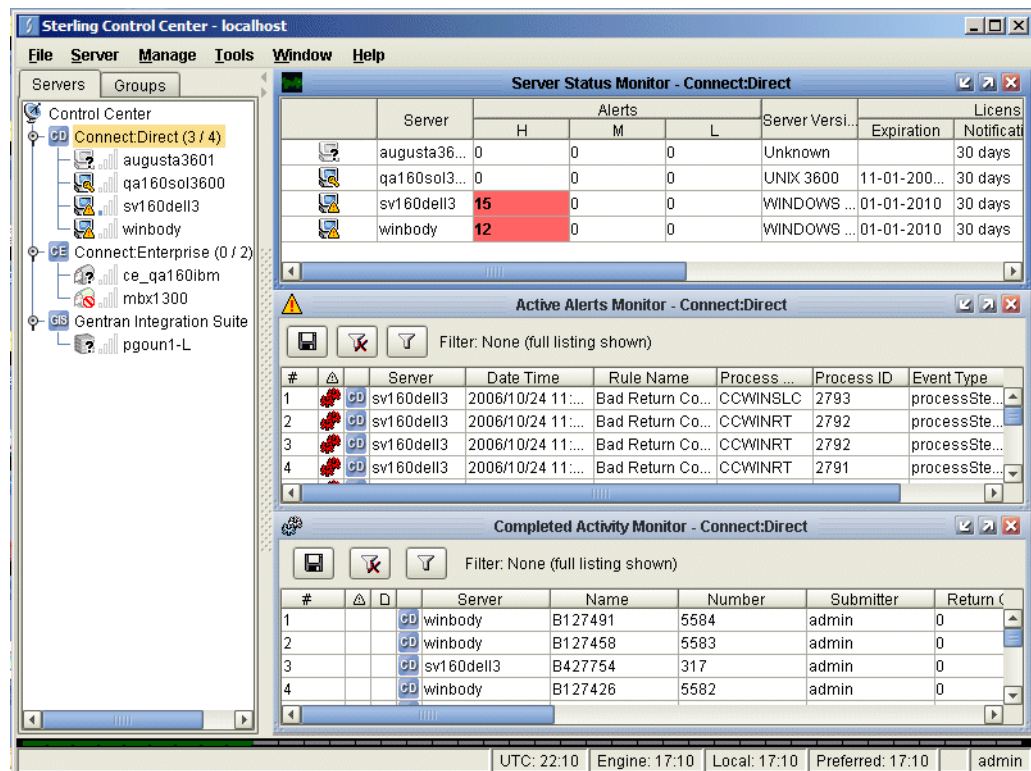 Sterling Control Center - localhost
File Server Manage Tools Window Help
Servers Groups
Control Center
CD Connect:Direct (3 / 4)
augusta3601
qa160sol3600
sv160dell3
winbody
CE Connect:Enterprise (0 / 2)
ce_qa160ibm
mbx1300
GIS Gentran Integration Suite
pgoun1-L
Server Status Monitor - Connect:Direct
Server Alerts Server Versi... Licens
H M L Expiration Notificati
augusta36... 0 0 0 Unknown 30 days
qa160sol3... 0 0 0 UNIX 3600 11-01-200... 30 days
sv160dell3 15 0 0 WINDOWS ... 01-01-2010 30 days
winbody 12 0 0 WINDOWS ... 01-01-2010 30 days
Active Alerts Monitor - Connect:Direct
Filter: None (full listing shown)
# Server Date Time Rule Name Process ... Process ID Event Type
1 CD sv160dell3 2006/10/24 11:... Bad Return Co... CCWINSLC 2793 processSte...
2 CD sv160dell3 2006/10/24 11:... Bad Return Co... CCWINRT 2792 processSte...
3 CD sv160dell3 2006/10/24 11:... Bad Return Co... CCWINRT 2792 processSte...
4 CD sv160dell3 2006/10/24 11:... Bad Return Co... CCWINRT 2791 processSte...
Completed Activity Monitor - Connect:Direct
Filter: None (full listing shown)
# Server Name Number Submitter Return C
1 CD winbody B127491 5584 admin 0
2 CD winbody B127458 5583 admin 0
3 CD sv160dell3 B427754 317 admin 0
4 CD winbody B127426 5582 admin 0
UTC: 22:10 Engine: 17:10 Local: 17:10 Preferred: 17:10 admin